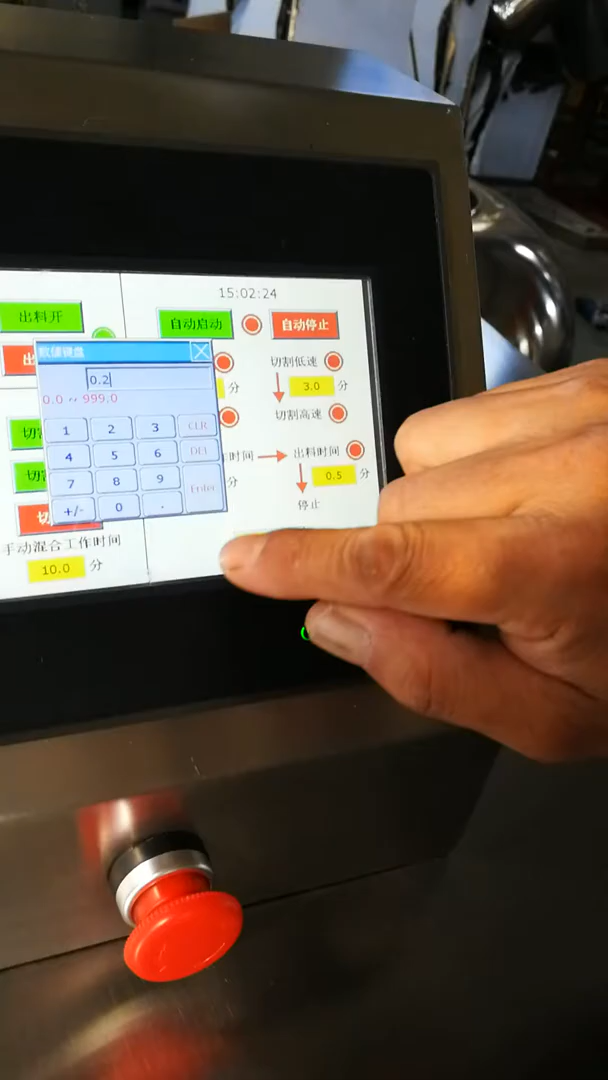 15:02:24
出料开
自动启动
自动停止
数值键盘
0.2
0.0 ~ 999.0
1 2 3 CLR
4 5 6 DEL
7 8 9 Enter
+/- 0 .
切割低速
分
3.0 分
切割高速
时间
出料时间
0.5 分
停止
手动混合工作时间
10.0 分